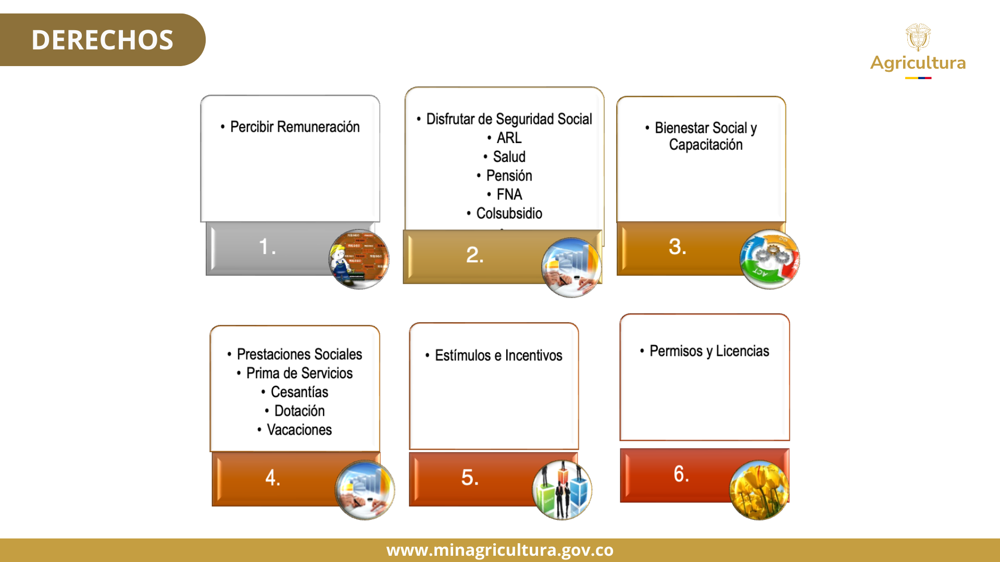 DERECHOS
Agricultura
• Percibir Remuneración
1.
• Disfrutar de Seguridad Social
• ARL
• Salud
• Pensión
• FNA
• Colsubsidio
•
2.
• Bienestar Social y
Capacitación
3.
• Prestaciones Sociales
• Prima de Servicios
• Cesantías
• Dotación
• Vacaciones
4.
• Estímulos e Incentivos
5.
• Permisos y Licencias
6.
www.minagricultura.gov.co